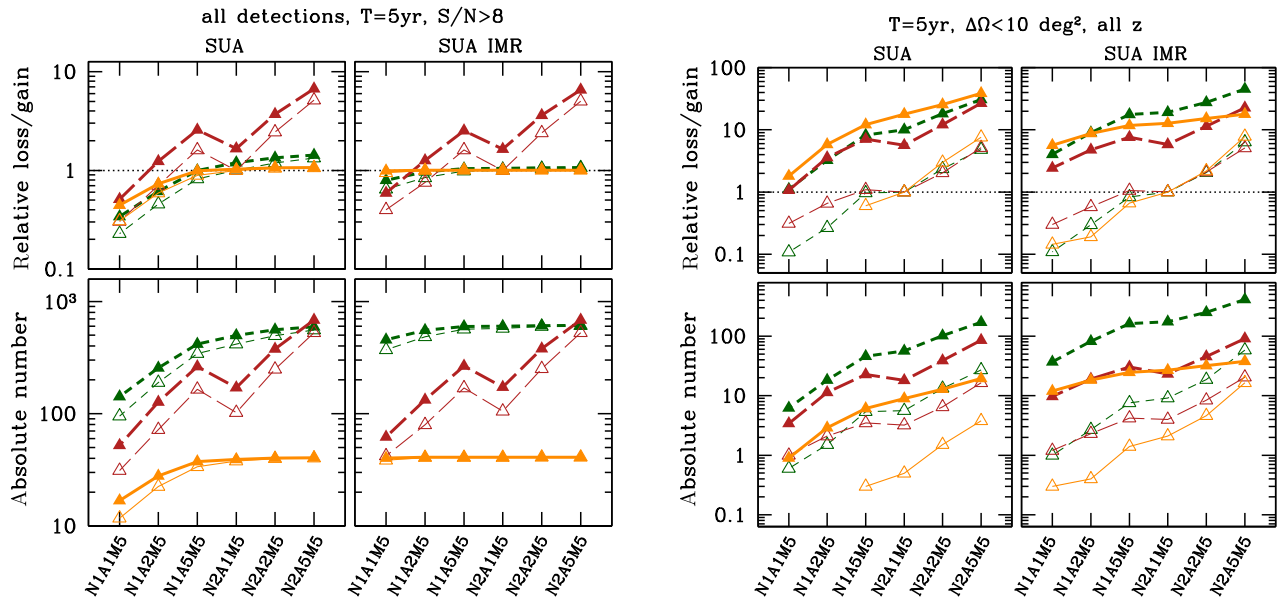 all detections, T=5yr, S/N>8
SUA
SUA IMR
Relative loss/gain
10
1
0.1
Absolute number
10³
100
10
N1A1M5
N1A2M5
N1A5M5
N2A1M5
N2A2M5
N2A5M5
N1A1M5
N1A2M5
N1A5M5
N2A1M5
N2A2M5
N2A5M5
T=5yr, ΔΩ<10 deg², all z
SUA
SUA IMR
Relative loss/gain
100
10
1
0.1
Absolute number
100
10
1
0.1
N1A1M5
N1A2M5
N1A5M5
N2A1M5
N2A2M5
N2A5M5
N1A1M5
N1A2M5
N1A5M5
N2A1M5
N2A2M5
N2A5M5